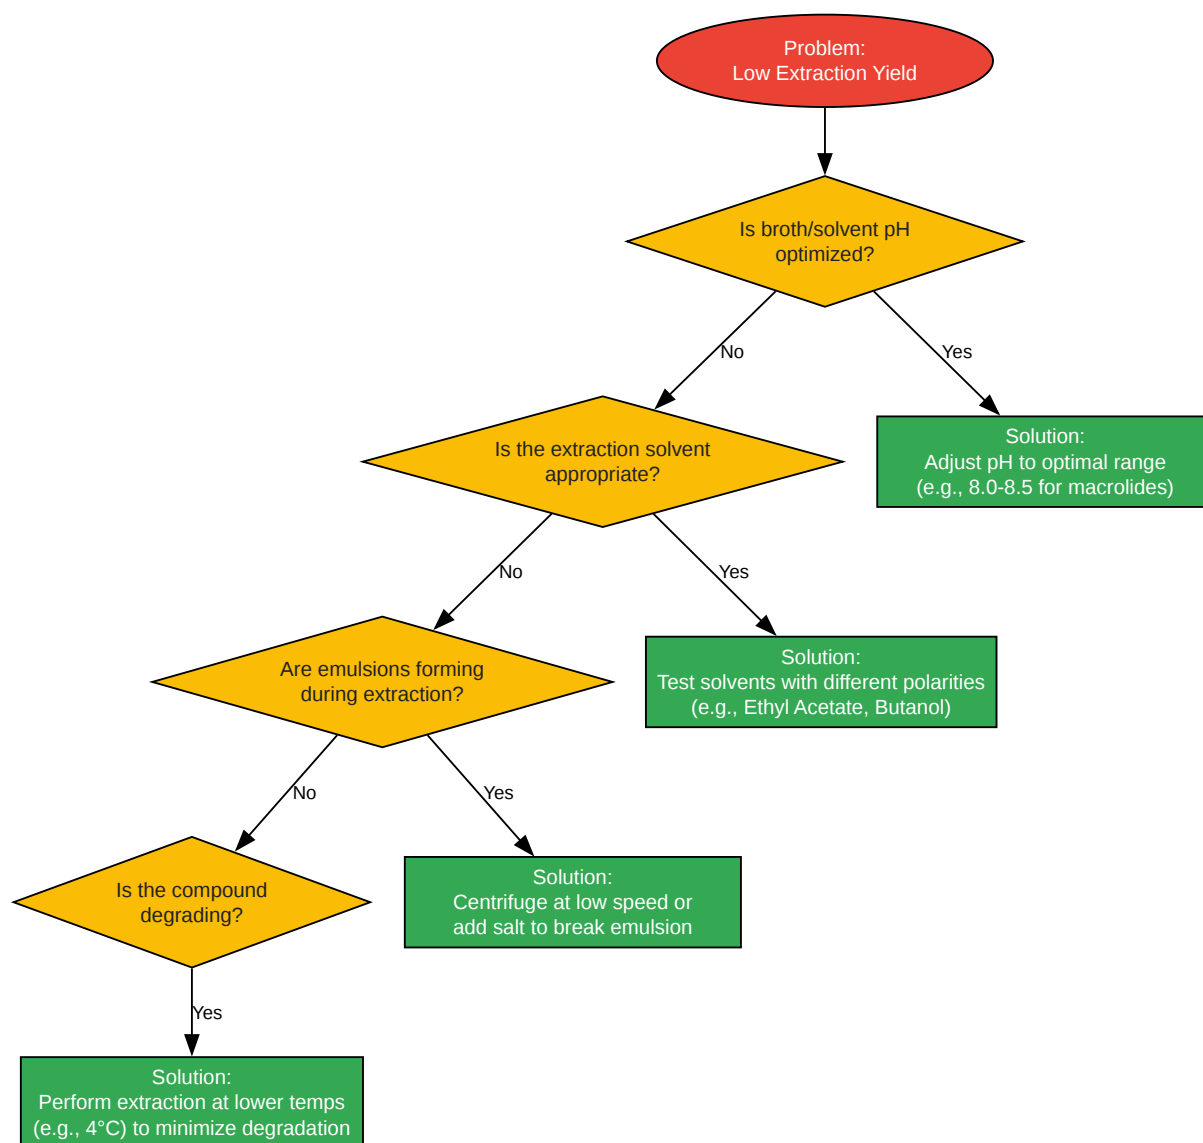 Problem:
Low Extraction Yield
Is broth/solvent pH
optimized?
No
Yes
Is the extraction solvent
appropriate?
Solution:
Adjust pH to optimal range
(e.g., 8.0-8.5 for macrolides)
No
Yes
Are emulsions forming
during extraction?
Solution:
Test solvents with different polarities
(e.g., Ethyl Acetate, Butanol)
No
Yes
Is the compound
degrading?
Solution:
Centrifuge at low speed or
add salt to break emulsion
Yes
Solution:
Perform extraction at lower temps
(e.g., 4°C) to minimize degradation